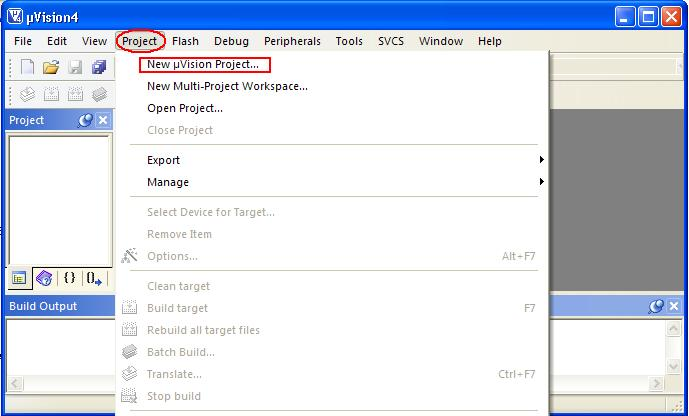 µVision4
File Edit View Project Flash Debug Peripherals Tools SVCS Window Help
New µVision Project...
New Multi-Project Workspace...
Open Project...
Close Project
Project
Export
Manage
Select Device for Target...
Remove Item
Options... Alt+F7
{} 0
Clean target
Build Output
Build target F7
Rebuild all target files
Batch Build...
Translate... Ctrl+F7
Stop build